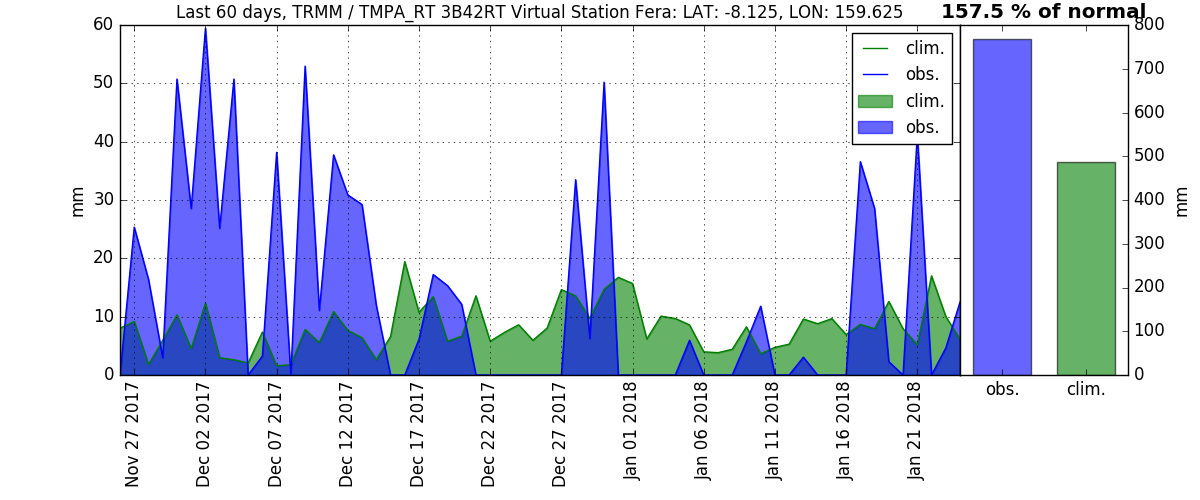 Last 60 days, TRMM / TMPA_RT 3B42RT Virtual Station Fera: LAT: -8.125, LON: 159.625
157.5 % of normal
60
50
40
30
20
10
0
mm
clim.
obs.
clim.
obs.
800
700
600
500
400
300
200
100
0
mm
Nov 27 2017
Dec 02 2017
Dec 07 2017
Dec 12 2017
Dec 17 2017
Dec 22 2017
Dec 27 2017
Jan 01 2018
Jan 06 2018
Jan 11 2018
Jan 16 2018
Jan 21 2018
obs.
clim.